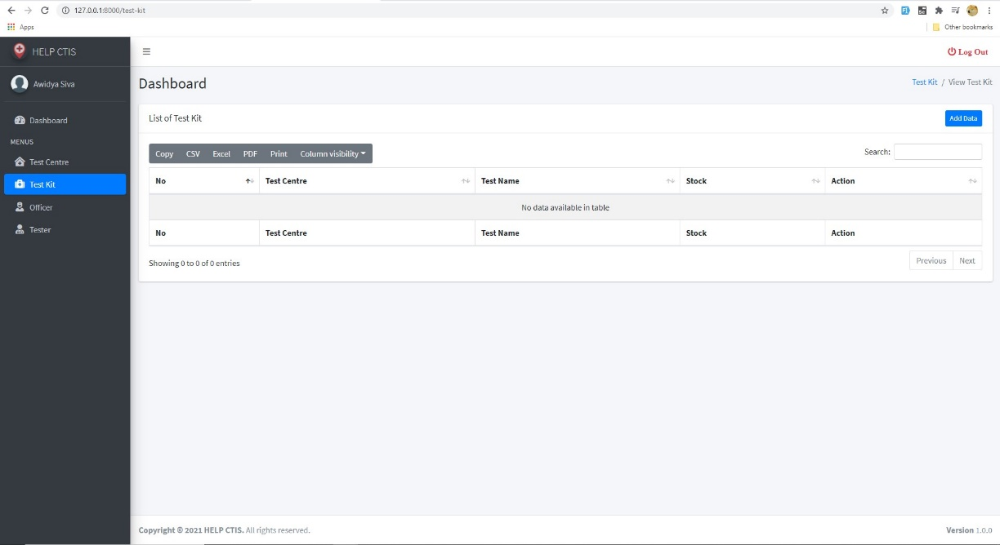 127.0.0.1:8000/test-kit
Apps
Other bookmarks
HELP CTIS
Log Out
Awidya Siva
Dashboard
Test Kit / View Test Kit
List of Test Kit
Add Data
Dashboard
MENUS
Test Centre
Test Kit
Officer
Tester
Copy CSV Excel PDF Print Column visibility
Search:
No Test Centre Test Name Stock Action
No data available in table
No Test Centre Test Name Stock Action
Showing 0 to 0 of 0 entries
Previous Next
Copyright © 2021 HELP CTIS. All rights reserved.
Version 1.0.0